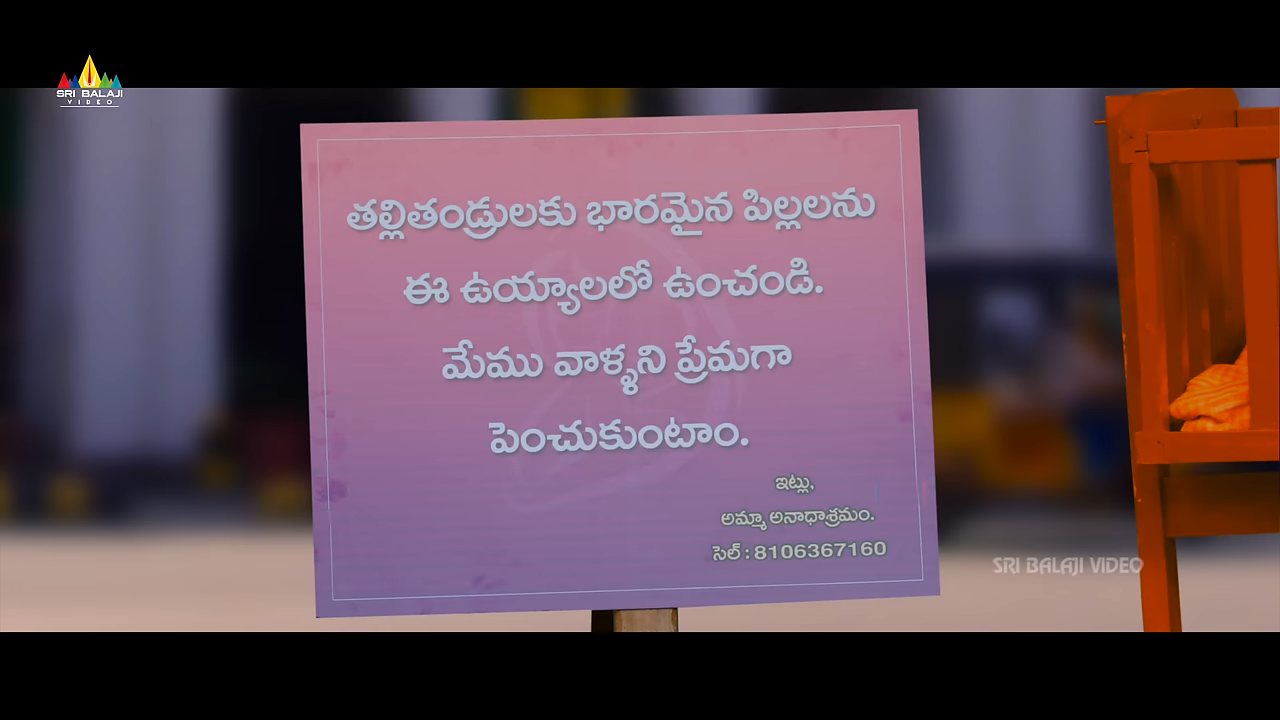 SRI BALAJI
VIDEO
తల్లితండ్రులకు భారమైన పిల్లలను
ఈ ఉయ్యాలలో ఉంచండి.
మేము వాళ్ళని ప్రేమగా
పెంచుకుంటాం.
ఇట్లు,
అమ్మా అనాధాశ్రమం.
సెల్ : 8106367160
SRI BALAJI VIDEO